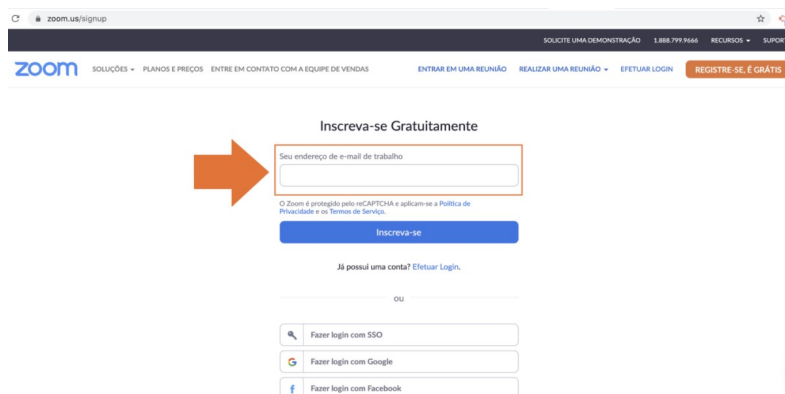 zoom.us/signup
SOLICITE UMA DEMONSTRAÇÃO 1.888.799.9666 RECURSOS SUPORT
zoom SOLUÇÕES PLANOS E PREÇOS ENTRE EM CONTATO COM A EQUIPE DE VENDAS ENTRAR EM UMA REUNIÃO REALIZAR UMA REUNIÃO EFETUAR LOGIN REGISTRE-SE, É GRÁTIS
Inscreva-se Gratuitamente
Seu endereço de e-mail de trabalho
O Zoom é protegido pelo reCAPTCHA e aplicam-se a Política de
Privacidade e os Termos de Serviço.
Inscreva-se
Já possui uma conta? Efetuar Login.
ou
Fazer login com SSO
Fazer login com Google
Fazer login com Facebook